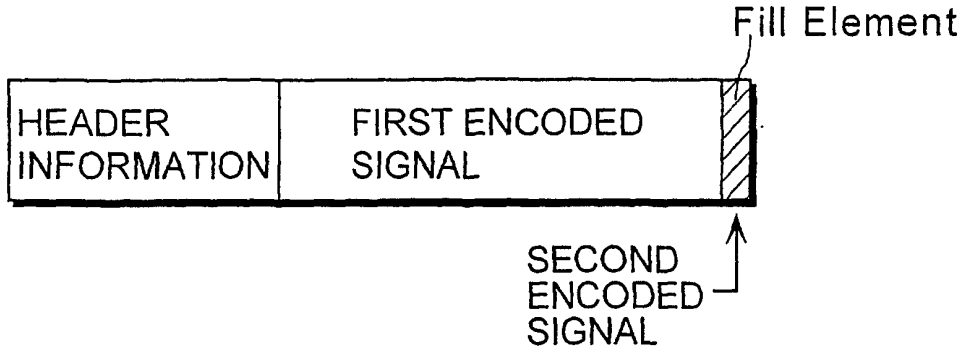 Fill Element
HEADER
INFORMATION
FIRST ENCODED
SIGNAL
SECOND
ENCODED
SIGNAL